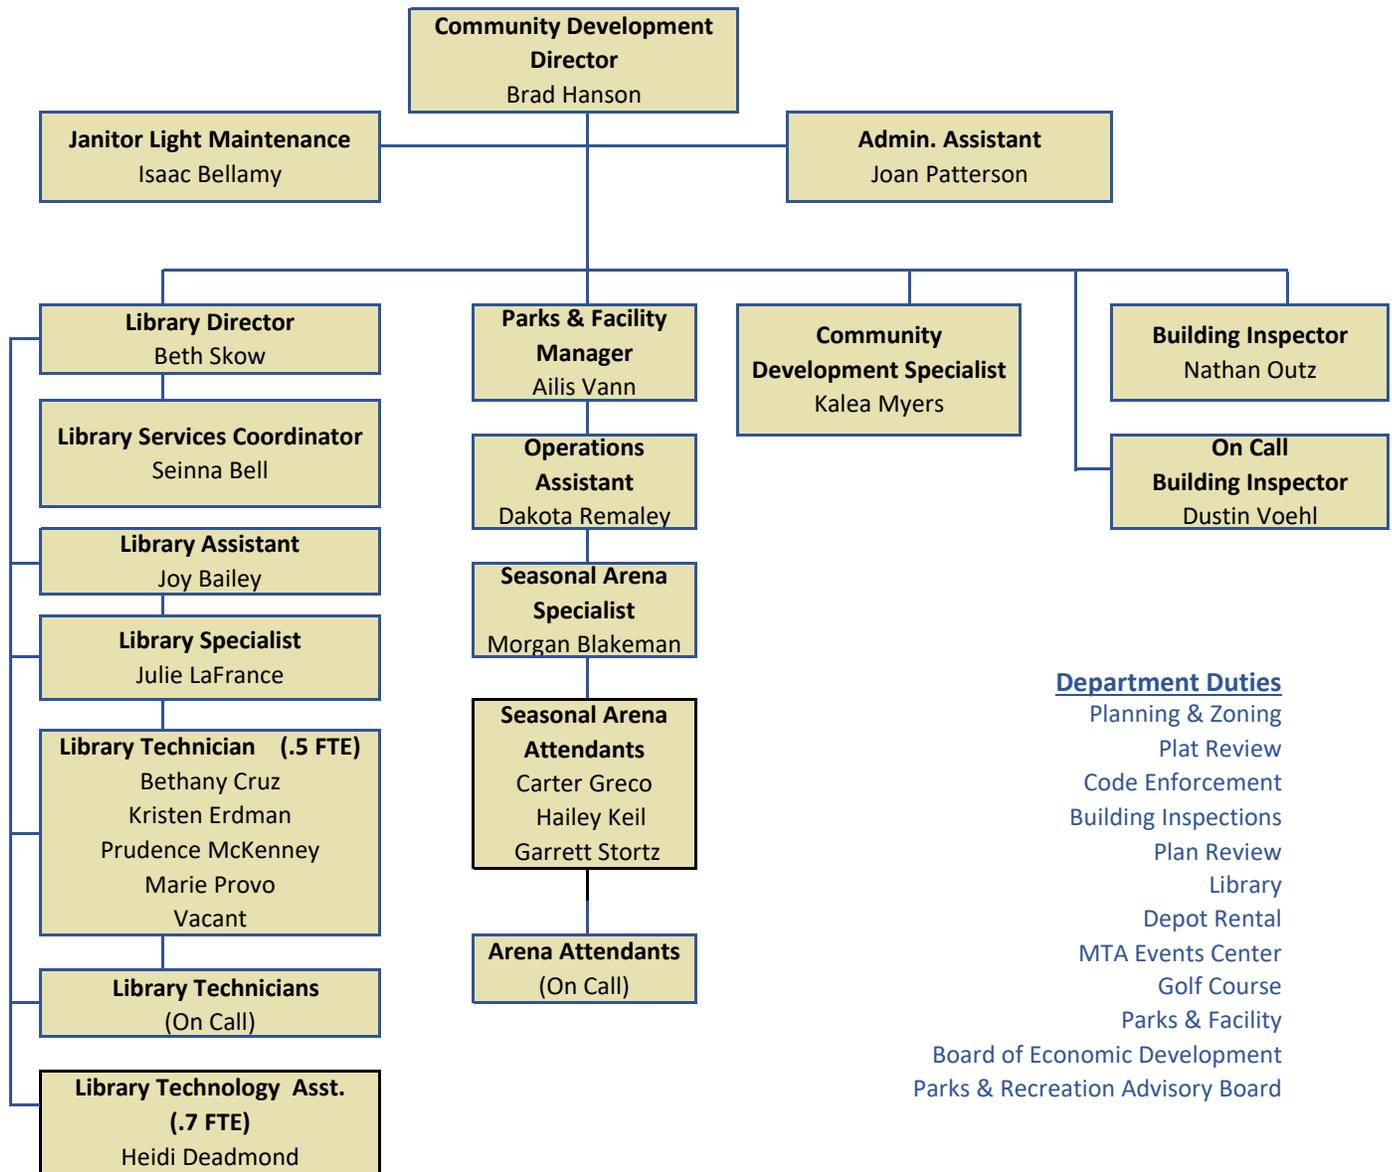 Community Development
Director
Brad Hanson
Janitor Light Maintenance
Isaac Bellamy
Admin. Assistant
Joan Patterson
Library Director
Beth Skow
Library Services Coordinator
Seinna Bell
Library Assistant
Joy Bailey
Library Specialist
Julie LaFrance
Library Technician (.5 FTE)
Bethany Cruz
Kristen Erdman
Prudence McKenney
Marie Provo
Vacant
Library Technicians
(On Call)
Library Technology Asst.
(.7 FTE)
Heidi Deadmond
Parks & Facility
Manager
Ailis Vann
Operations
Assistant
Dakota Remaley
Seasonal Arena
Specialist
Morgan Blakeman
Seasonal Arena
Attendants
Carter Greco
Hailey Keil
Garrett Stortz
Arena Attendants
(On Call)
Community
Development Specialist
Kalea Myers
Building Inspector
Nathan Outz
On Call
Building Inspector
Dustin Voehl
Department Duties
Planning & Zoning
Plat Review
Code Enforcement
Building Inspections
Plan Review
Library
Depot Rental
MTA Events Center
Golf Course
Parks & Facility
Board of Economic Development
Parks & Recreation Advisory Board